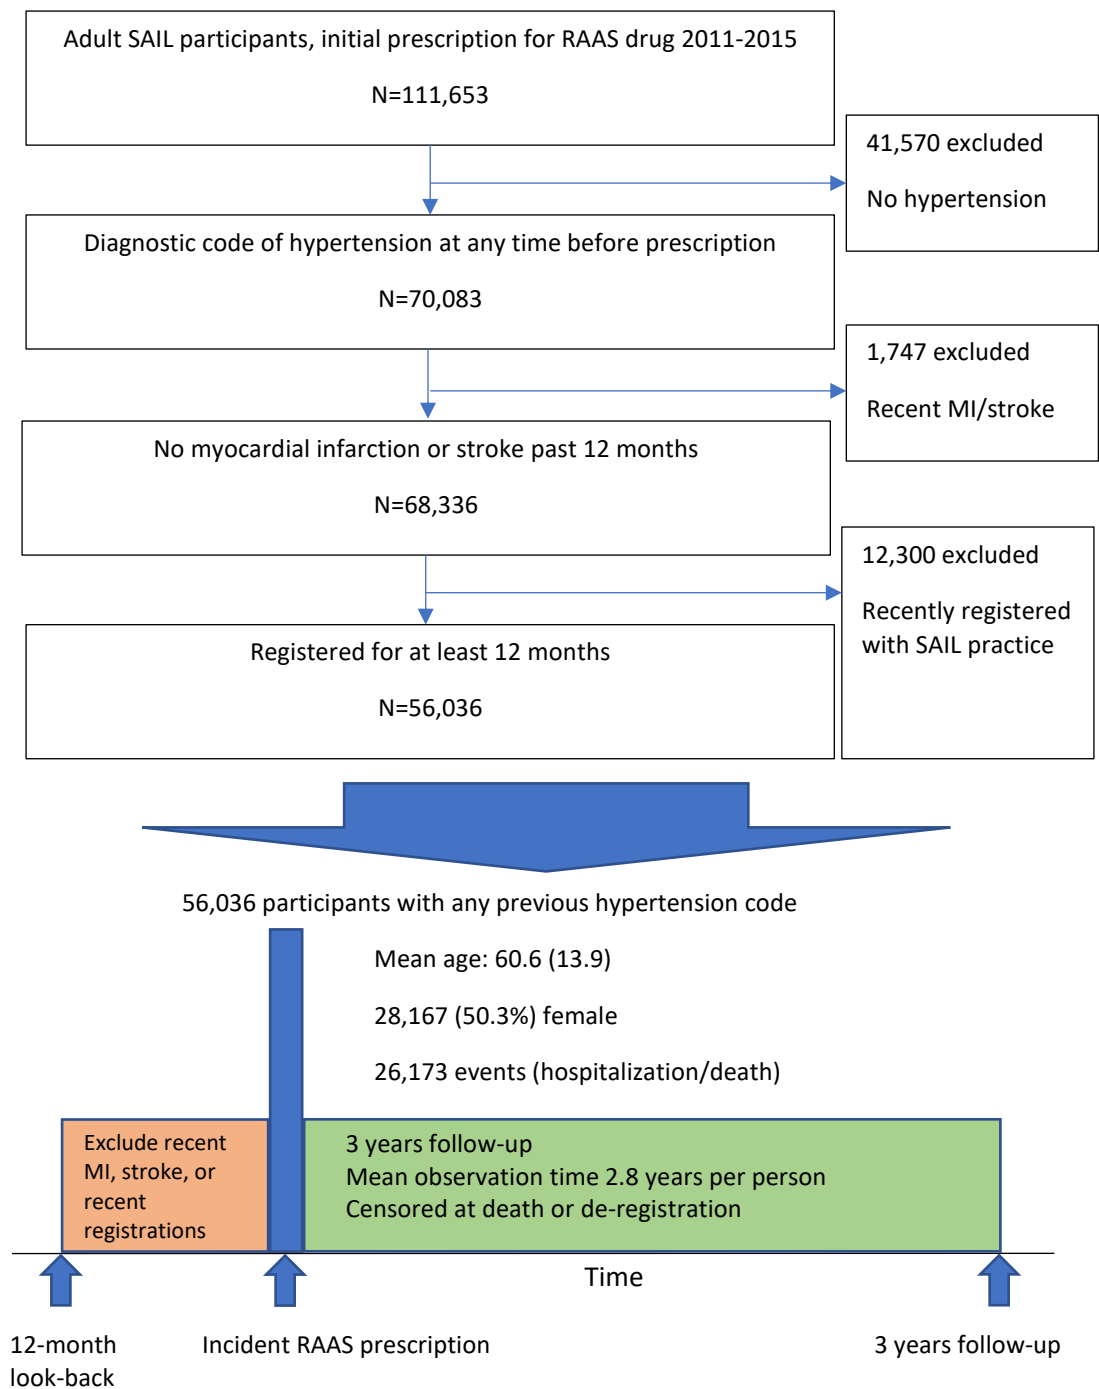 Adult SAIL participants, initial prescription for RAAS drug 2011-2015
N=111,653
41,570 excluded
No hypertension
Diagnostic code of hypertension at any time before prescription
N=70,083
1,747 excluded
Recent MI/stroke
No myocardial infarction or stroke past 12 months
N=68,336
12,300 excluded
Recently registered
with SAIL practice
Registered for at least 12 months
N=56,036
56,036 participants with any previous hypertension code
Mean age: 60.6 (13.9)
28,167 (50.3%) female
26,173 events (hospitalization/death)
Exclude recent
MI, stroke, or
recent
registrations
3 years follow-up
Mean observation time 2.8 years per person
Censored at death or de-registration
Time
12-month
look-back
Incident RAAS prescription
3 years follow-up